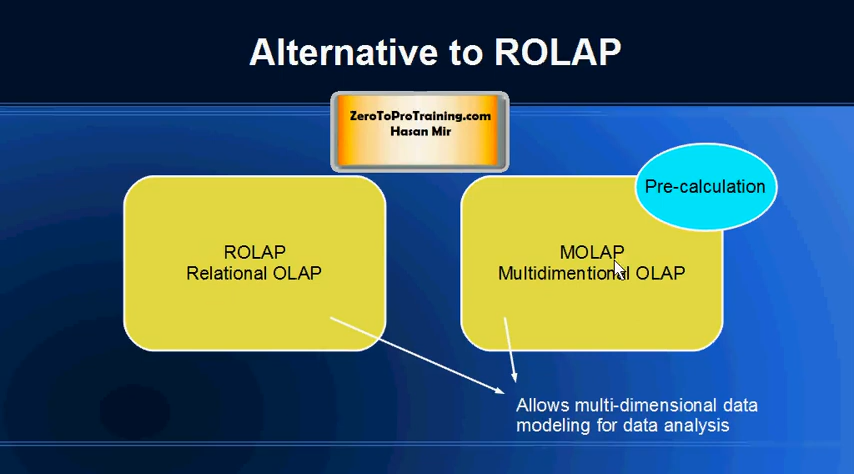 Alternative to ROLAP
ZeroToProTraining.com
Hasan Mir
Pre-calculation
ROLAP
Relational OLAP
MOLAP
Multidimentional OLAP
Allows multi-dimensional data
modeling for data analysis